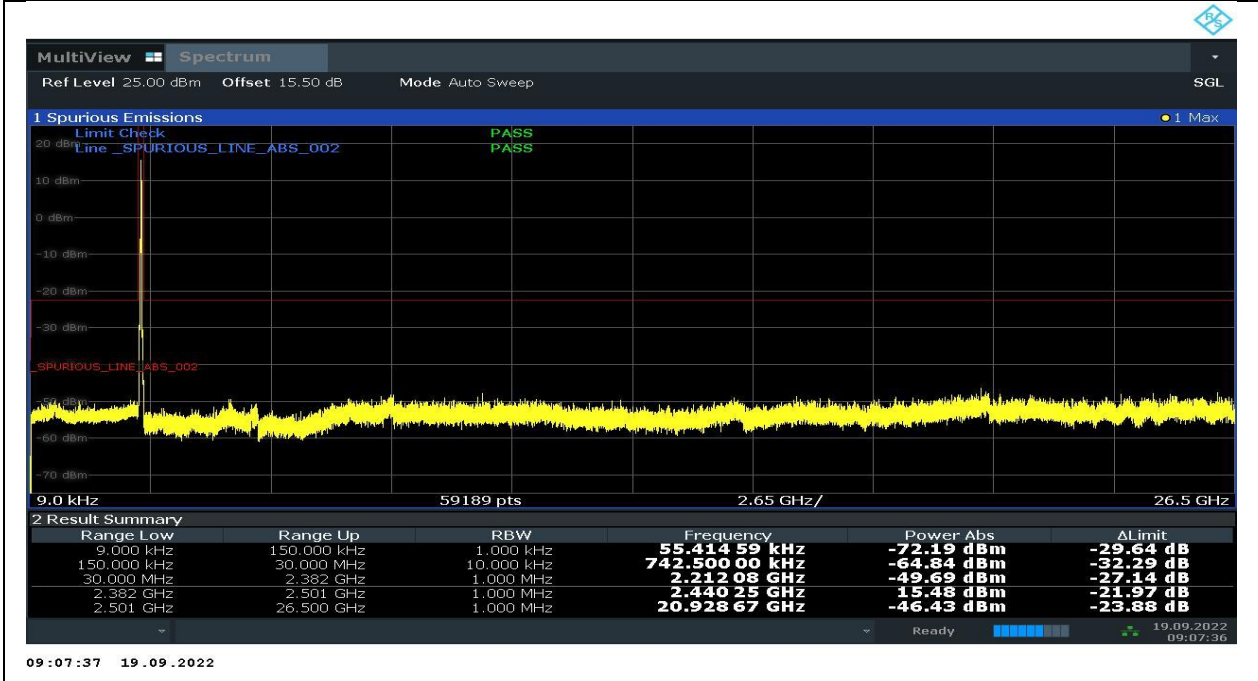 R&S
MultiView Spectrum
Ref Level 25.00 dBm Offset 15.50 dB Mode Auto Sweep SGL
1 Spurious Emissions 1 Max
Limit Check PASS
20 dBm
Line _SPURIOUS_LINE_ABS_002 PASS
10 dBm
0 dBm
-10 dBm
-20 dBm
-30 dBm
_SPURIOUS_LINE_ABS_002
-50 dBm
-60 dBm
-70 dBm
9.0 kHz 59189 pts 2.65 GHz/ 26.5 GHz
2 Result Summary
Range Low Range Up RBW Frequency Power Abs ΔLimit
9.000 kHz 150.000 kHz 1.000 kHz 55.414 59 kHz -72.19 dBm -29.64 dB
150.000 kHz 30.000 MHz 10.000 kHz 742.500 00 kHz -64.84 dBm -32.29 dB
30.000 MHz 2.382 GHz 1.000 MHz 2.212 08 GHz -49.69 dBm -27.14 dB
2.382 GHz 2.501 GHz 1.000 MHz 2.440 25 GHz 15.48 dBm -21.97 dB
2.501 GHz 26.500 GHz 1.000 MHz 20.928 67 GHz -46.43 dBm -23.88 dB
Ready 19.09.2022
09:07:36
09:07:37 19.09.2022